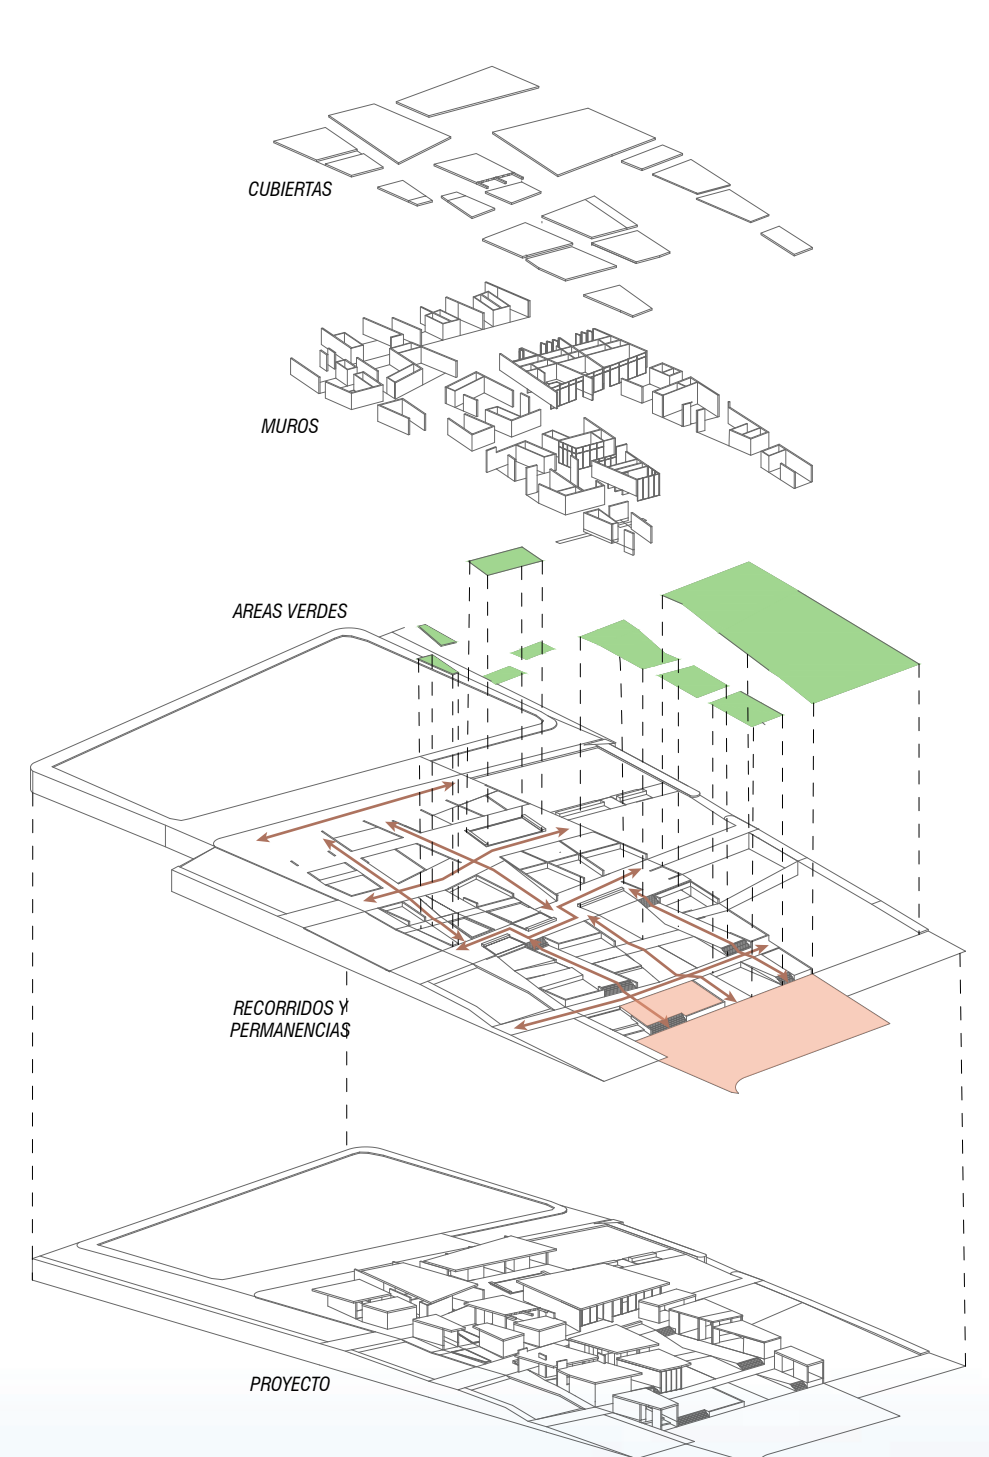 CUBIERTAS
MUROS
AREAS VERDES
RECORRIDOS Y
PERMANENCIAS
PROYECTO